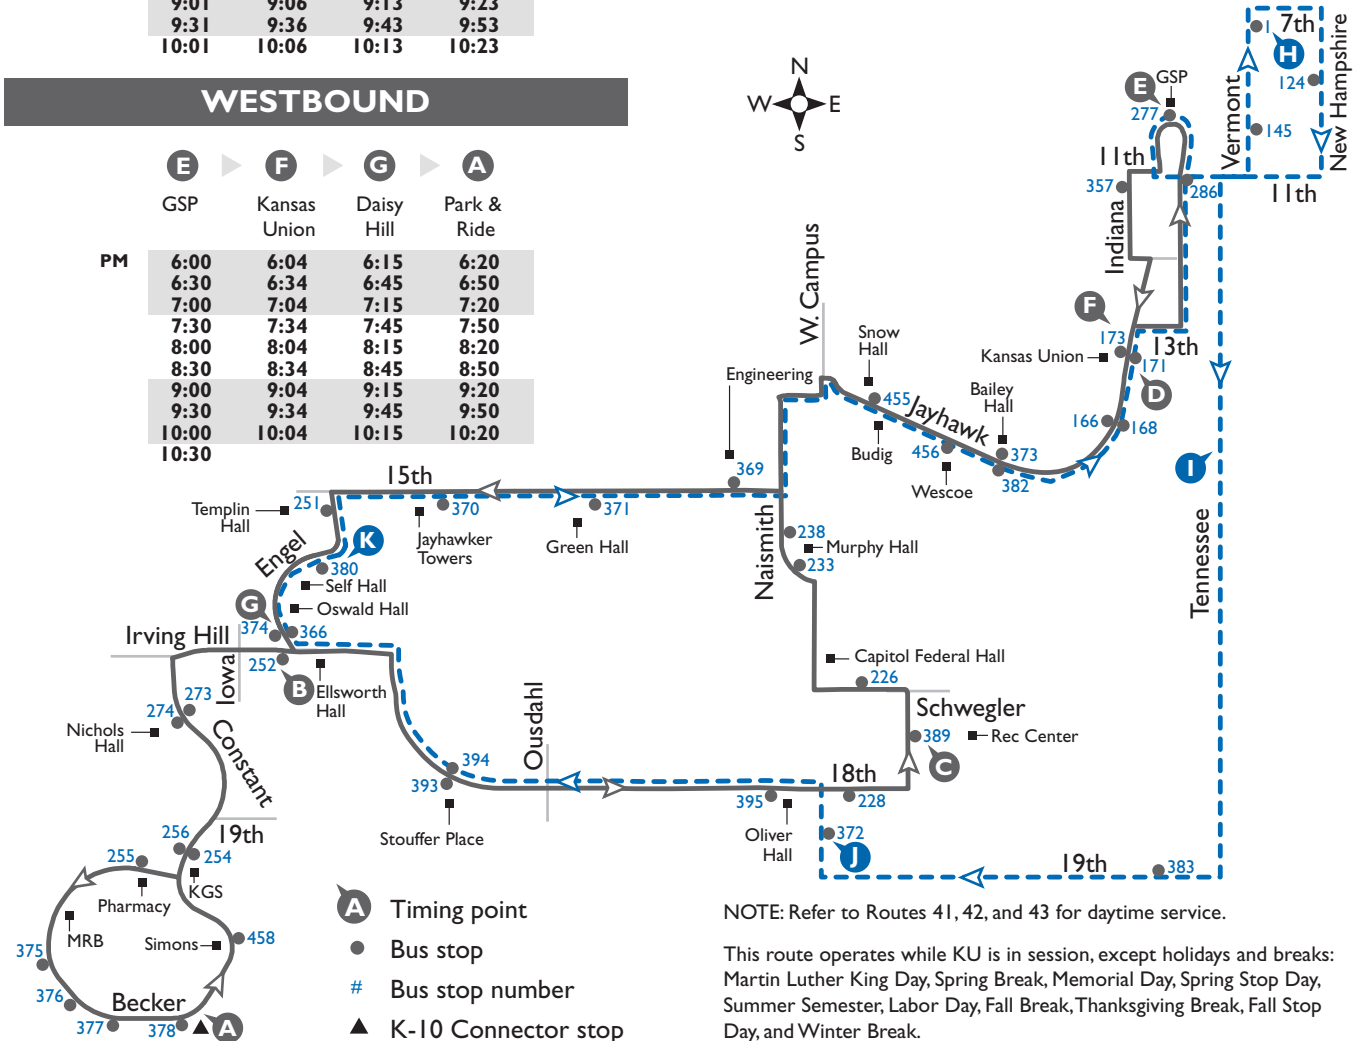 9:01 9:06 9:13 9:23
9:31 9:36 9:43 9:53
10:01 10:06 10:13 10:23
WESTBOUND
E F G A
GSP Kansas Union Daisy Hill Park & Ride
PM 6:00 6:04 6:15 6:20
6:30 6:34 6:45 6:50
7:00 7:04 7:15 7:20
7:30 7:34 7:45 7:50
8:00 8:04 8:15 8:20
8:30 8:34 8:45 8:50
9:00 9:04 9:15 9:20
9:30 9:34 9:45 9:50
10:00 10:04 10:15 10:20
10:30
N
W E
S
7th
1
H
124
145
Vermont
New Hampshire
11th
E
GSP
277
11th
357
286
Indiana
F
173
Kansas Union
13th
171
D
166
168
W. Campus
Snow
Hall
455
Jayhawk
Engineering
Bailey
Hall
Budig
456
373
382
Wescoe
I
Tennessee
369
15th
251
Templin
Hall
370
Jayhawker
Towers
371
Green Hall
Naismith
238
Murphy Hall
233
K
Engel
380
Self Hall
Oswald Hall
G
374
366
Irving Hill
252
B
Iowa
Ellsworth
Hall
273
274
Nichols
Hall
Constant
Ousdahl
394
393
Stouffer Place
Capitol Federal Hall
226
Schwegler
389
Rec Center
C
18th
395
228
Oliver
Hall
372
J
19th
383
19th
256
254
255
KGS
Pharmacy
MRB
Simons
458
375
376
Becker
377
378
A
A Timing point
Bus stop
# Bus stop number
K-10 Connector stop
NOTE: Refer to Routes 41, 42, and 43 for daytime service.
This route operates while KU is in session, except holidays and breaks:
Martin Luther King Day, Spring Break, Memorial Day, Spring Stop Day,
Summer Semester, Labor Day, Fall Break, Thanksgiving Break, Fall Stop
Day, and Winter Break.